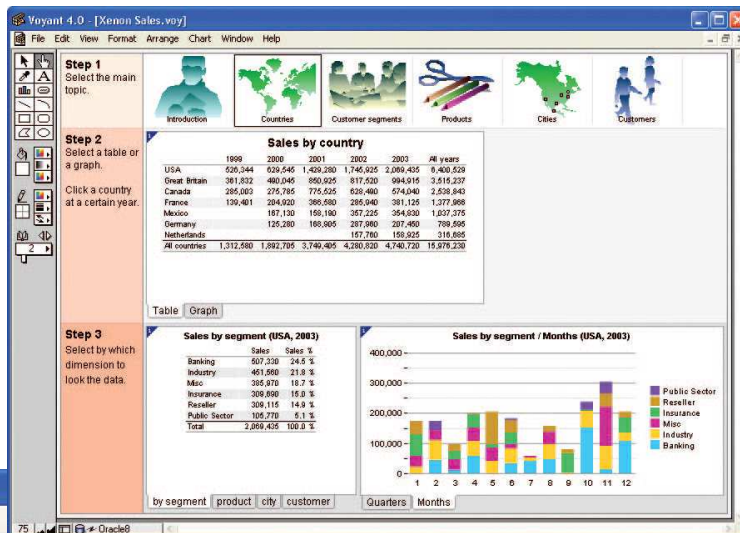 Voyant 4.0 - [Xenon Sales.voy]
File Edit View Format Arrange Chart Window Help
Step 1
Select the main
topic.
Introduction Countries Customer segments Products Cities Customers
Step 2
Select a table or
a graph.
Click a country
at a certain year.
Sales by country
1999 2000 2001 2002 2003 All years
USA 526,344 629,545 1,429,280 1,745,925 2,069,435 6,400,529
Great Britain 361,832 490,045 850,925 817,520 994,915 3,515,237
Canada 285,003 275,785 775,525 628,490 574,040 2,538,843
France 139,401 204,920 366,580 285,940 381,125 1,377,966
Mexico 167,130 158,190 357,225 354,830 1,037,375
Germany 125,280 168,905 287,960 207,450 789,595
Netherlands 157,760 158,925 316,685
All countries 1,312,580 1,892,705 3,749,405 4,280,820 4,740,720 15,976,230
Table Graph
Step 3
Select by which
dimension to
look the data.
Sales by segment (USA, 2003)
Sales Sales %
Banking 507,330 24.5 %
Industry 451,560 21.8 %
Misc 385,970 18.7 %
Insurance 309,690 15.0 %
Reseller 309,115 14.9 %
Public Sector 105,770 5.1 %
Total 2,069,435 100.0 %
by segment product city customer
Sales by segment / Months (USA, 2003)
400,000
300,000
200,000
100,000
0
1 2 3 4 5 6 7 8 9 10 11 12
Public Sector
Reseller
Insurance
Misc
Industry
Banking
Quarters Months
2
75 Oracle8